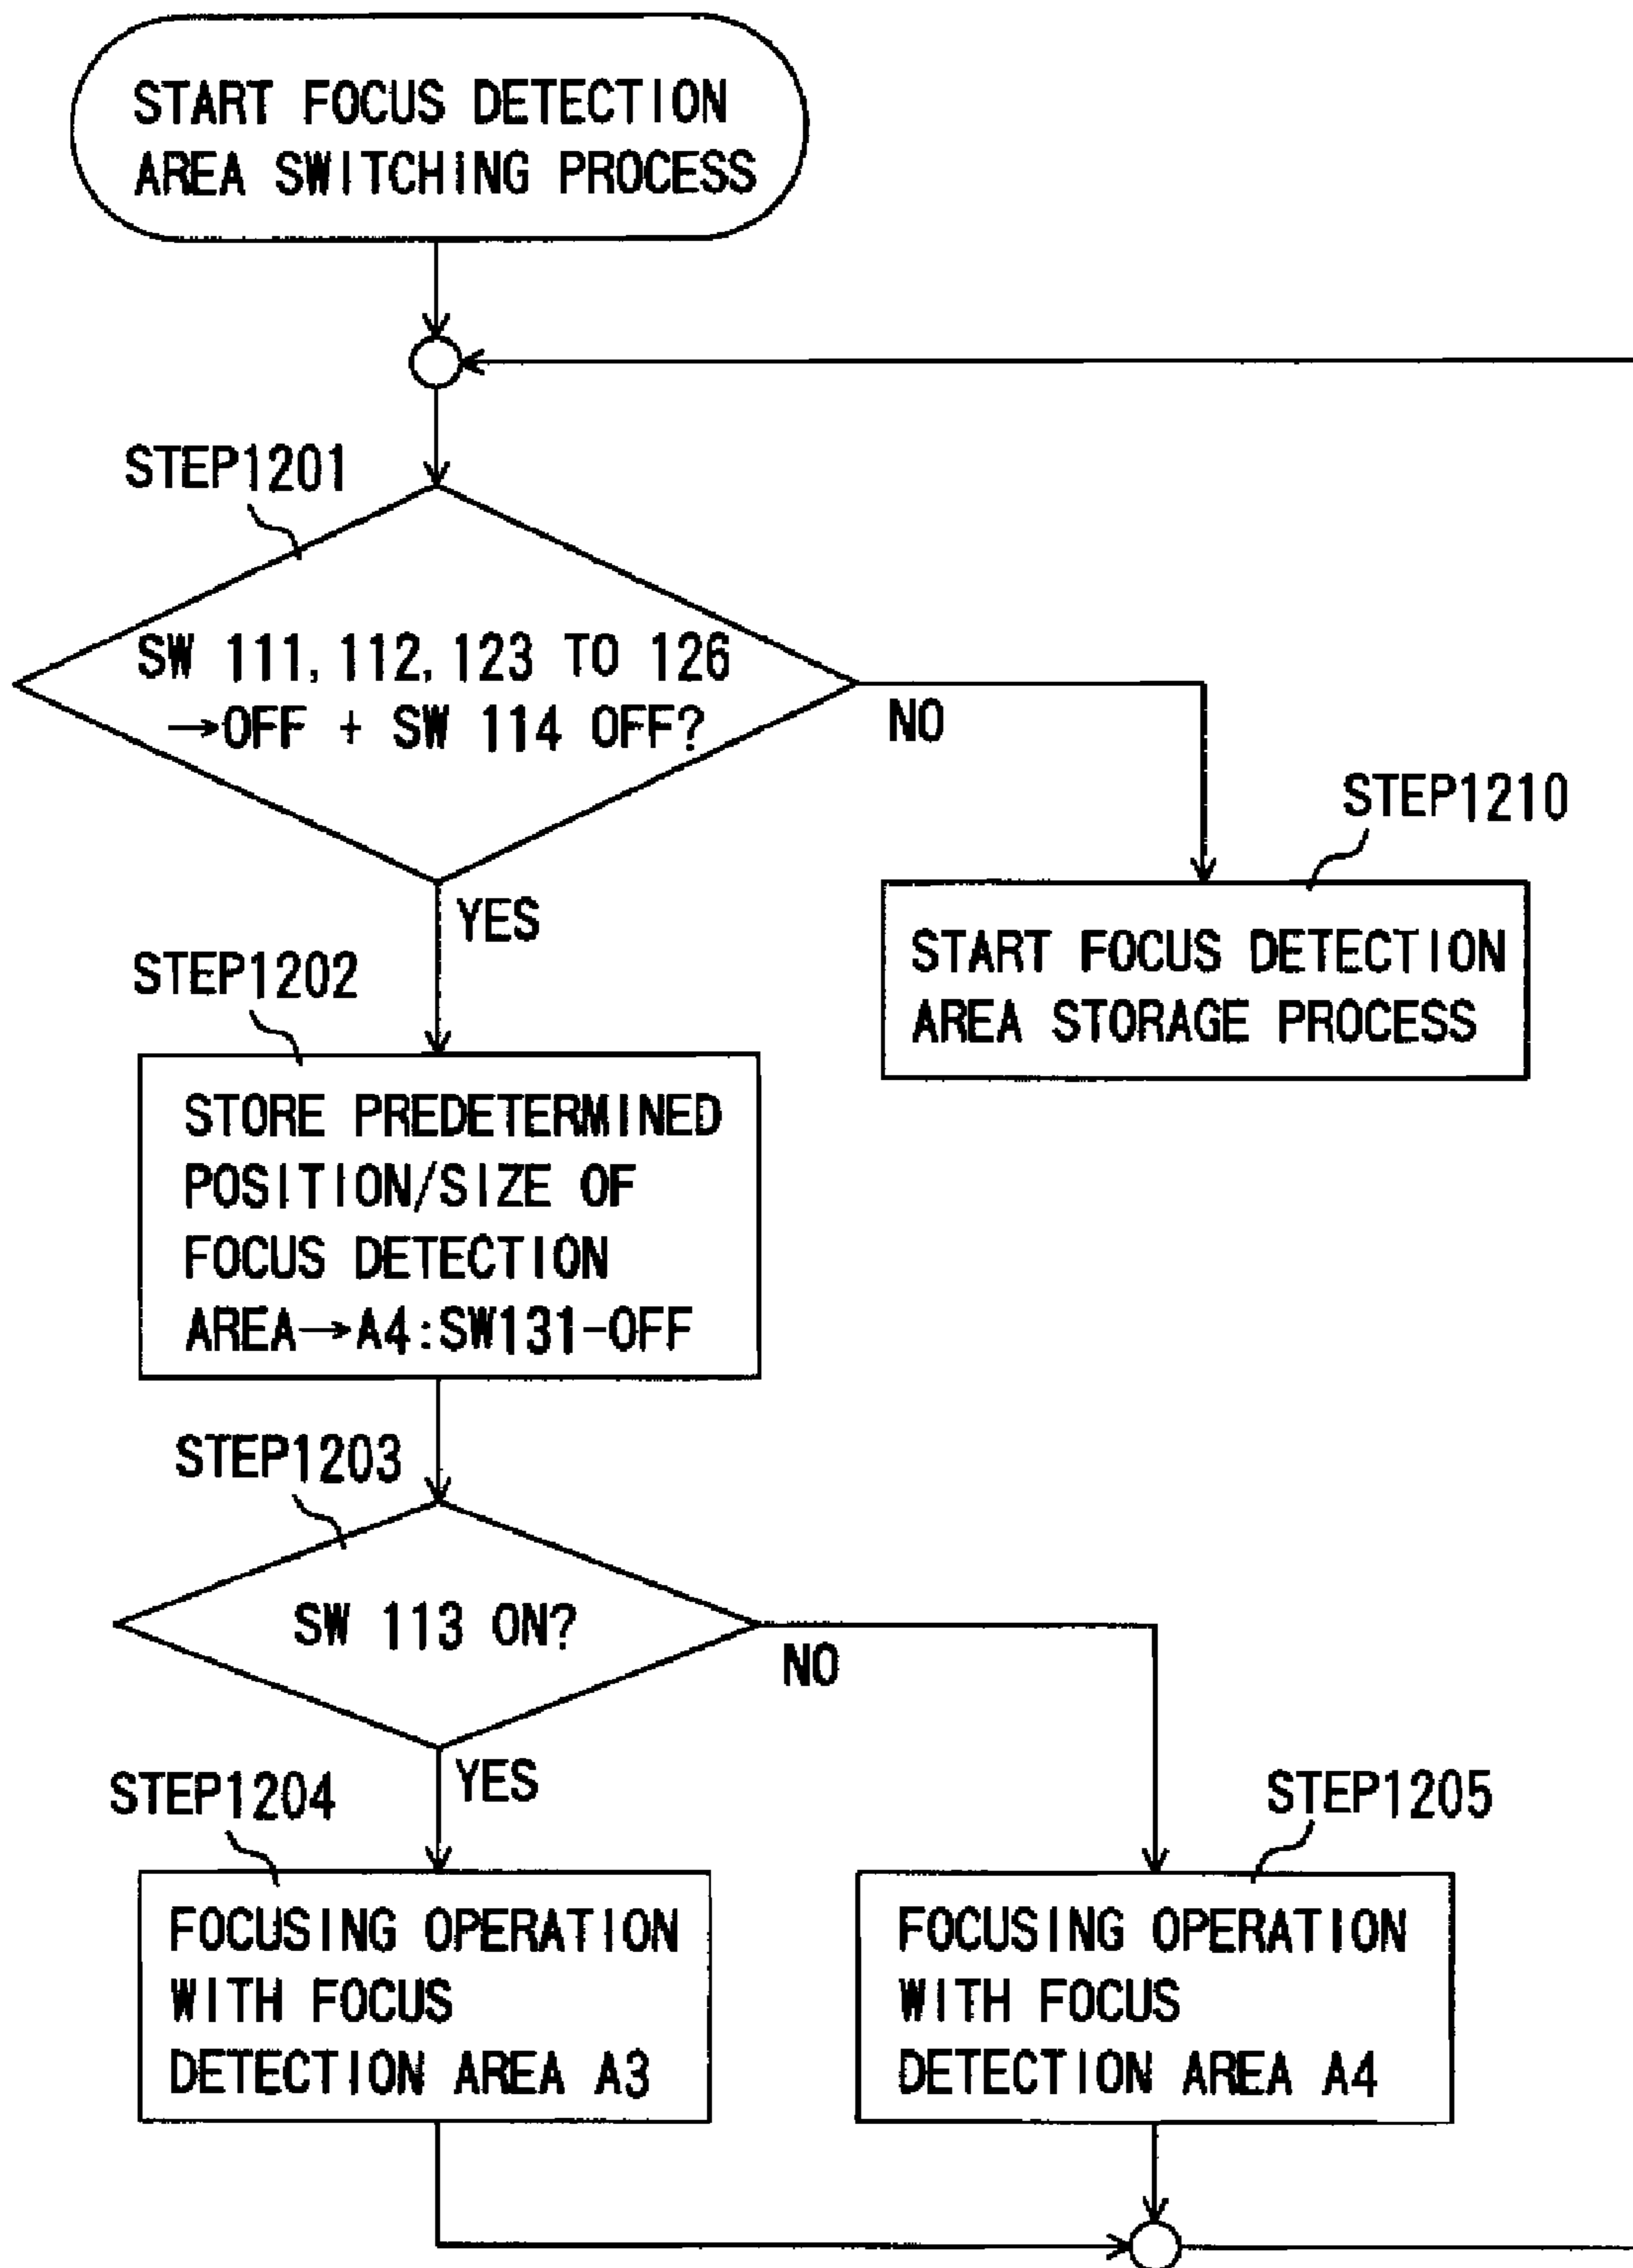 START FOCUS DETECTION
AREA SWITCHING PROCESS
STEP1201
SW 111, 112, 123 TO 126
→OFF + SW 114 OFF?
NO
YES
STEP1210
START FOCUS DETECTION
AREA STORAGE PROCESS
STEP1202
STORE PREDETERMINED
POSITION/SIZE OF
FOCUS DETECTION
AREA→A4:SW131-OFF
STEP1203
SW 113 ON?
NO
YES
STEP1204
FOCUSING OPERATION
WITH FOCUS
DETECTION AREA A3
STEP1205
FOCUSING OPERATION
WITH FOCUS
DETECTION AREA A4